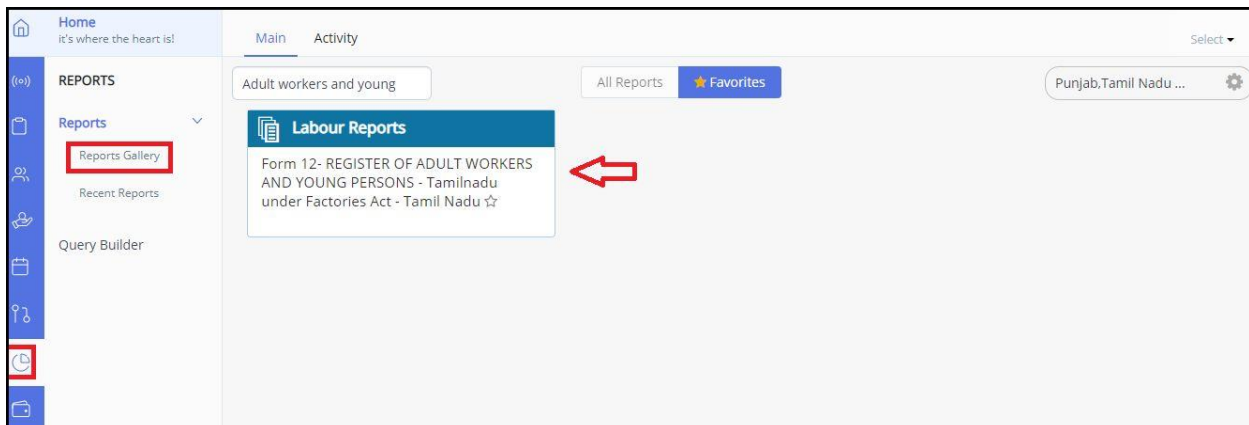 Home
it's where the heart is!
Main Activity
Select
REPORTS
Adult workers and young
All Reports Favorites
Punjab,Tamil Nadu ...
Reports
Reports Gallery
Recent Reports
Query Builder
Labour Reports
Form 12- REGISTER OF ADULT WORKERS
AND YOUNG PERSONS - Tamilnadu
under Factories Act - Tamil Nadu